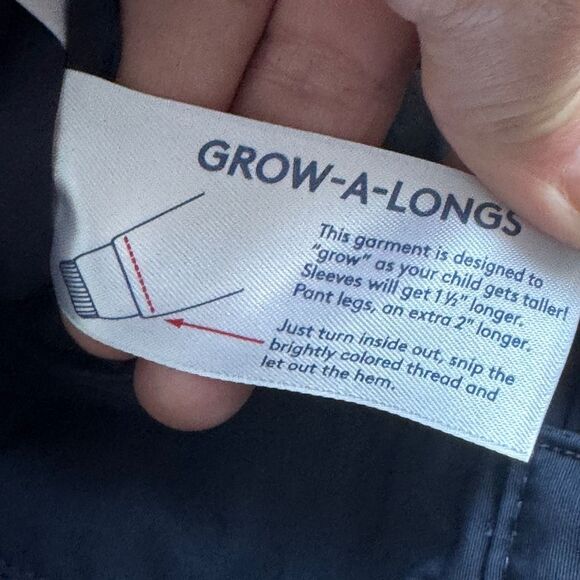 GROW-A-LONGS
This garment is designed to
"grow" as your child gets taller!
Sleeves will get 1½" longer.
Pant legs, an extra 2" longer.
Just turn inside out, snip the
brightly colored thread and
let out the hem.